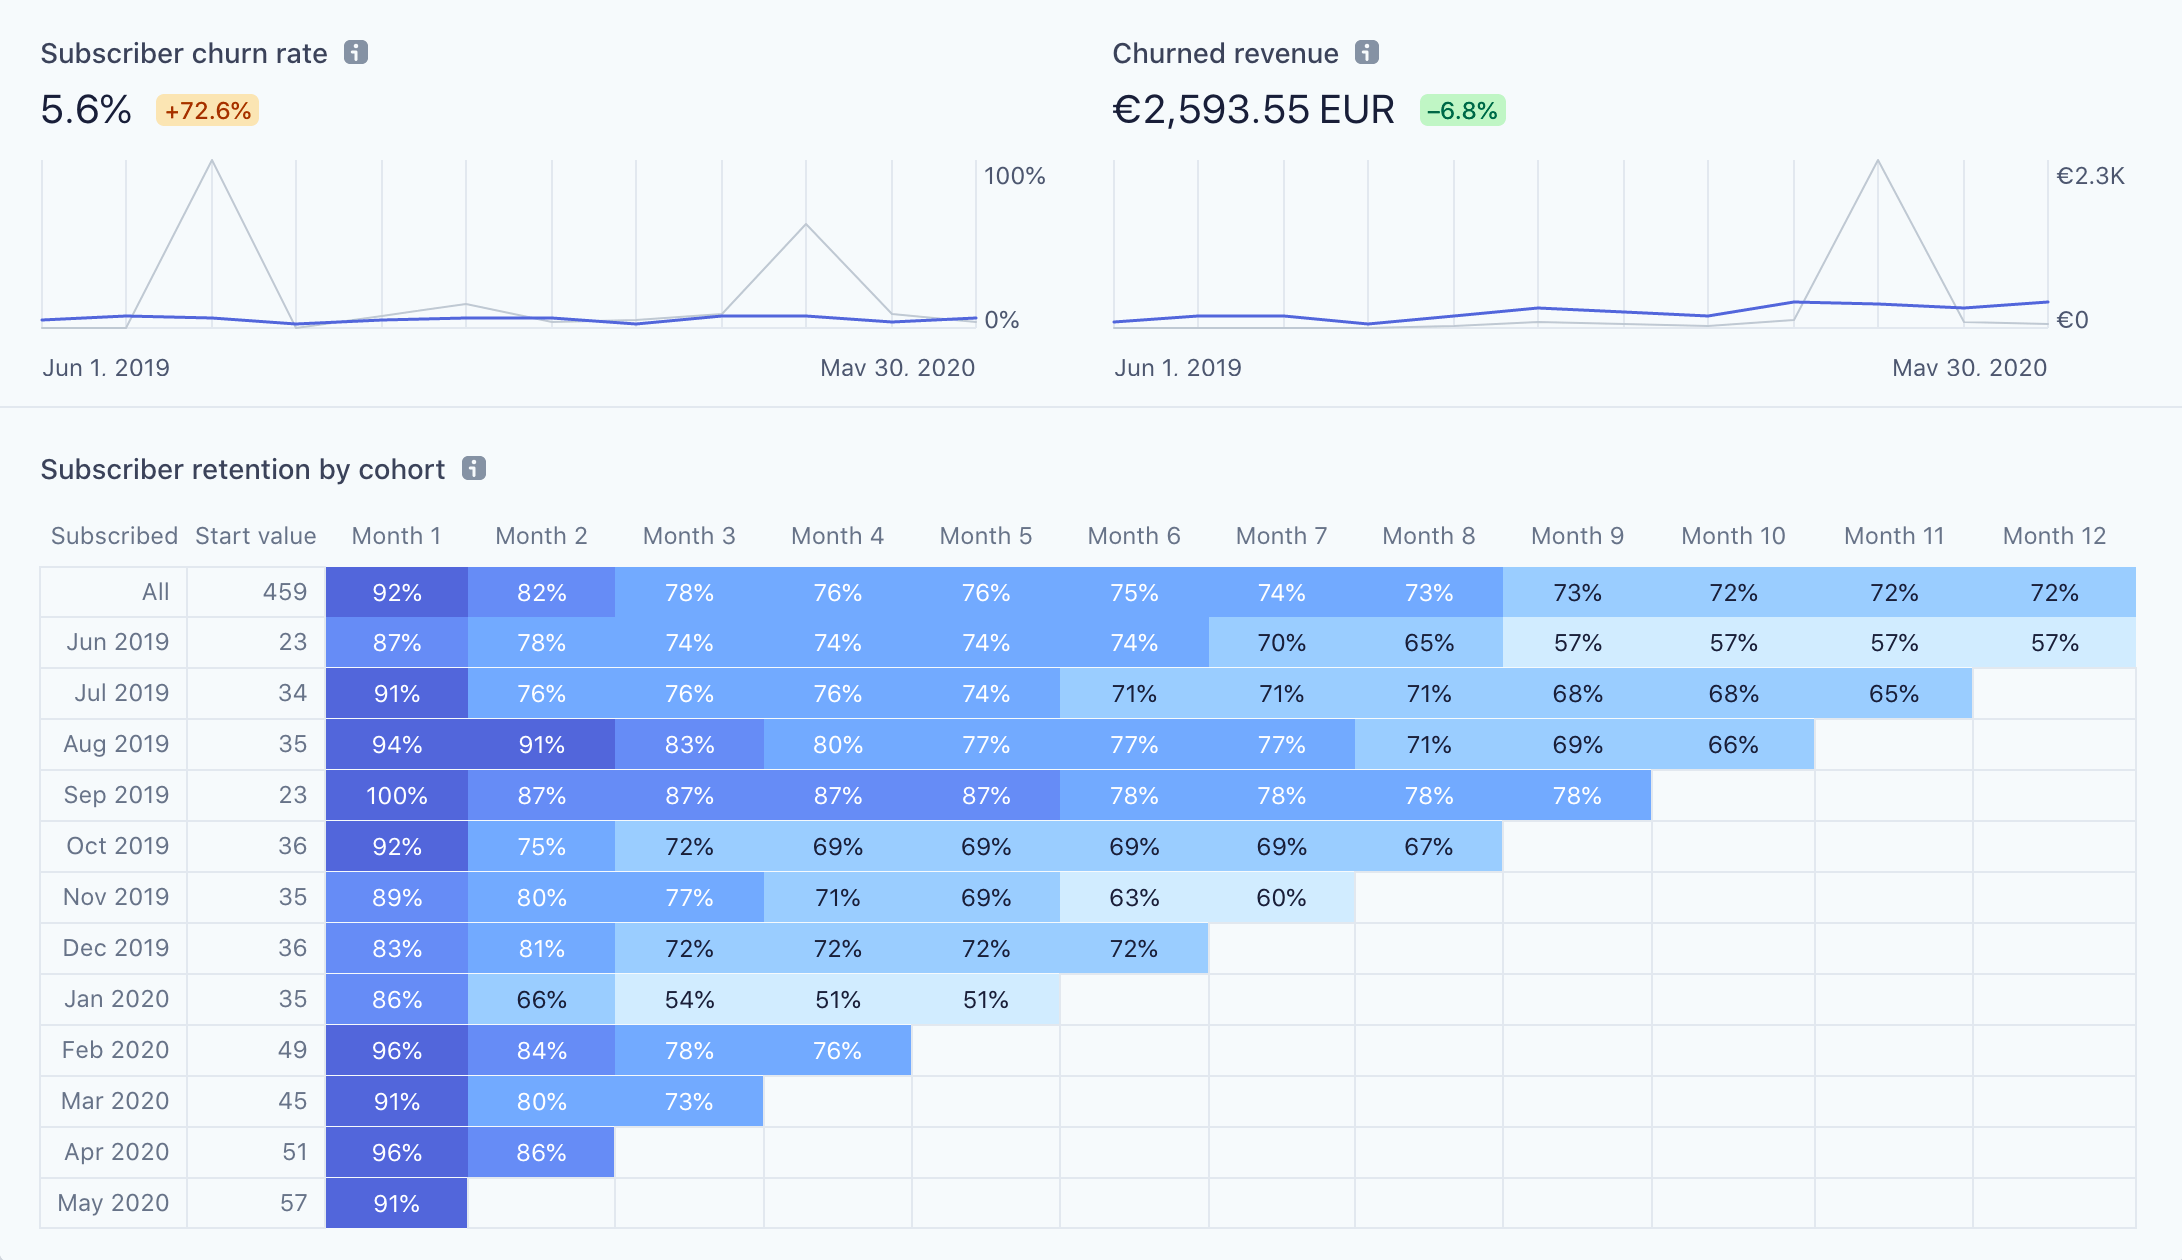 Subscriber churn rate
5.6% +72.6%
100%
0%
Jun 1, 2019 May 30, 2020
Churned revenue
€2,593.55 EUR –6.8%
€2.3K
€0
Jun 1, 2019 May 30, 2020
Subscriber retention by cohort
Subscribed Start value Month 1 Month 2 Month 3 Month 4 Month 5 Month 6 Month 7 Month 8 Month 9 Month 10 Month 11 Month 12
All 459 92% 82% 78% 76% 76% 75% 74% 73% 73% 72% 72% 72%
Jun 2019 23 87% 78% 74% 74% 74% 74% 70% 65% 57% 57% 57% 57%
Jul 2019 34 91% 76% 76% 76% 74% 71% 71% 71% 68% 68% 65%
Aug 2019 35 94% 91% 83% 80% 77% 77% 77% 71% 69% 66%
Sep 2019 23 100% 87% 87% 87% 87% 78% 78% 78% 78%
Oct 2019 36 92% 75% 72% 69% 69% 69% 69% 67%
Nov 2019 35 89% 80% 77% 71% 69% 63% 60%
Dec 2019 36 83% 81% 72% 72% 72% 72%
Jan 2020 35 86% 66% 54% 51% 51%
Feb 2020 49 96% 84% 78% 76%
Mar 2020 45 91% 80% 73%
Apr 2020 51 96% 86%
May 2020 57 91%